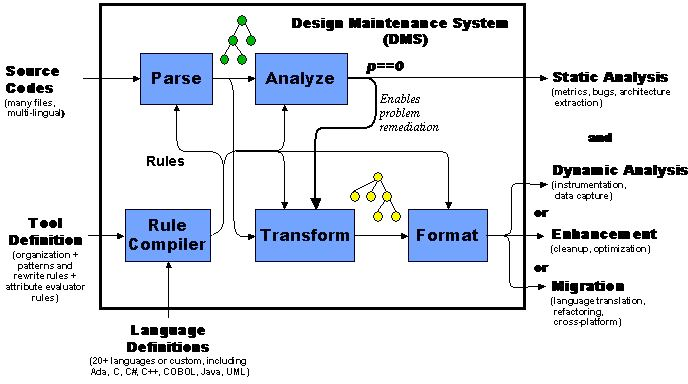 Design Maintenance System
(DMS)
Source
Codes
(many files,
multi-lingual)
Parse
Analyze
p==0
Enables
problem
remediation
Static Analysis
(metrics, bugs, architecture
extraction)
and
Rules
Dynamic Analysis
(instrumentation,
data capture)
or
Tool
Definition
(organization +
patterns and
rewrite rules +
attribute evaluator
rules)
Rule
Compiler
Transform
Format
Enhancement
(cleanup, optimization)
or
Migration
(language translation,
refactoring,
cross-platform)
Language
Definitions
(20+ languages or custom, including
Ada, C, C#, C++, COBOL, Java, UML)